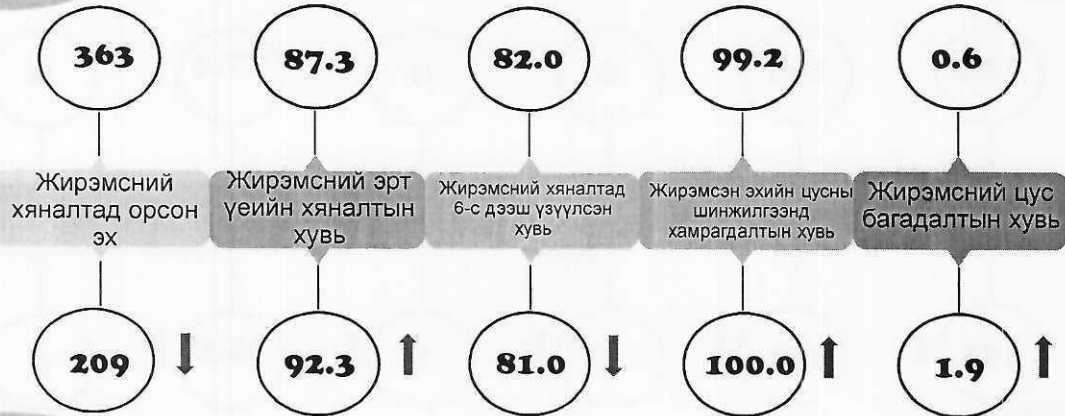 363
87.3
82.0
99.2
0.6
Жирэмсний
хяналтад орсон
эх
Жирэмсний эрт
үеийн хяналтын
хувь
Жирэмсний хяналтад
6-с дээш үзүүлсэн
хувь
Жирэмсэн эхийн цусны
шинжилгээнд
хамрагдалтын хувь
Жирэмсний цус
багадалтын хувь
209
92.3
81.0
100.0
1.9